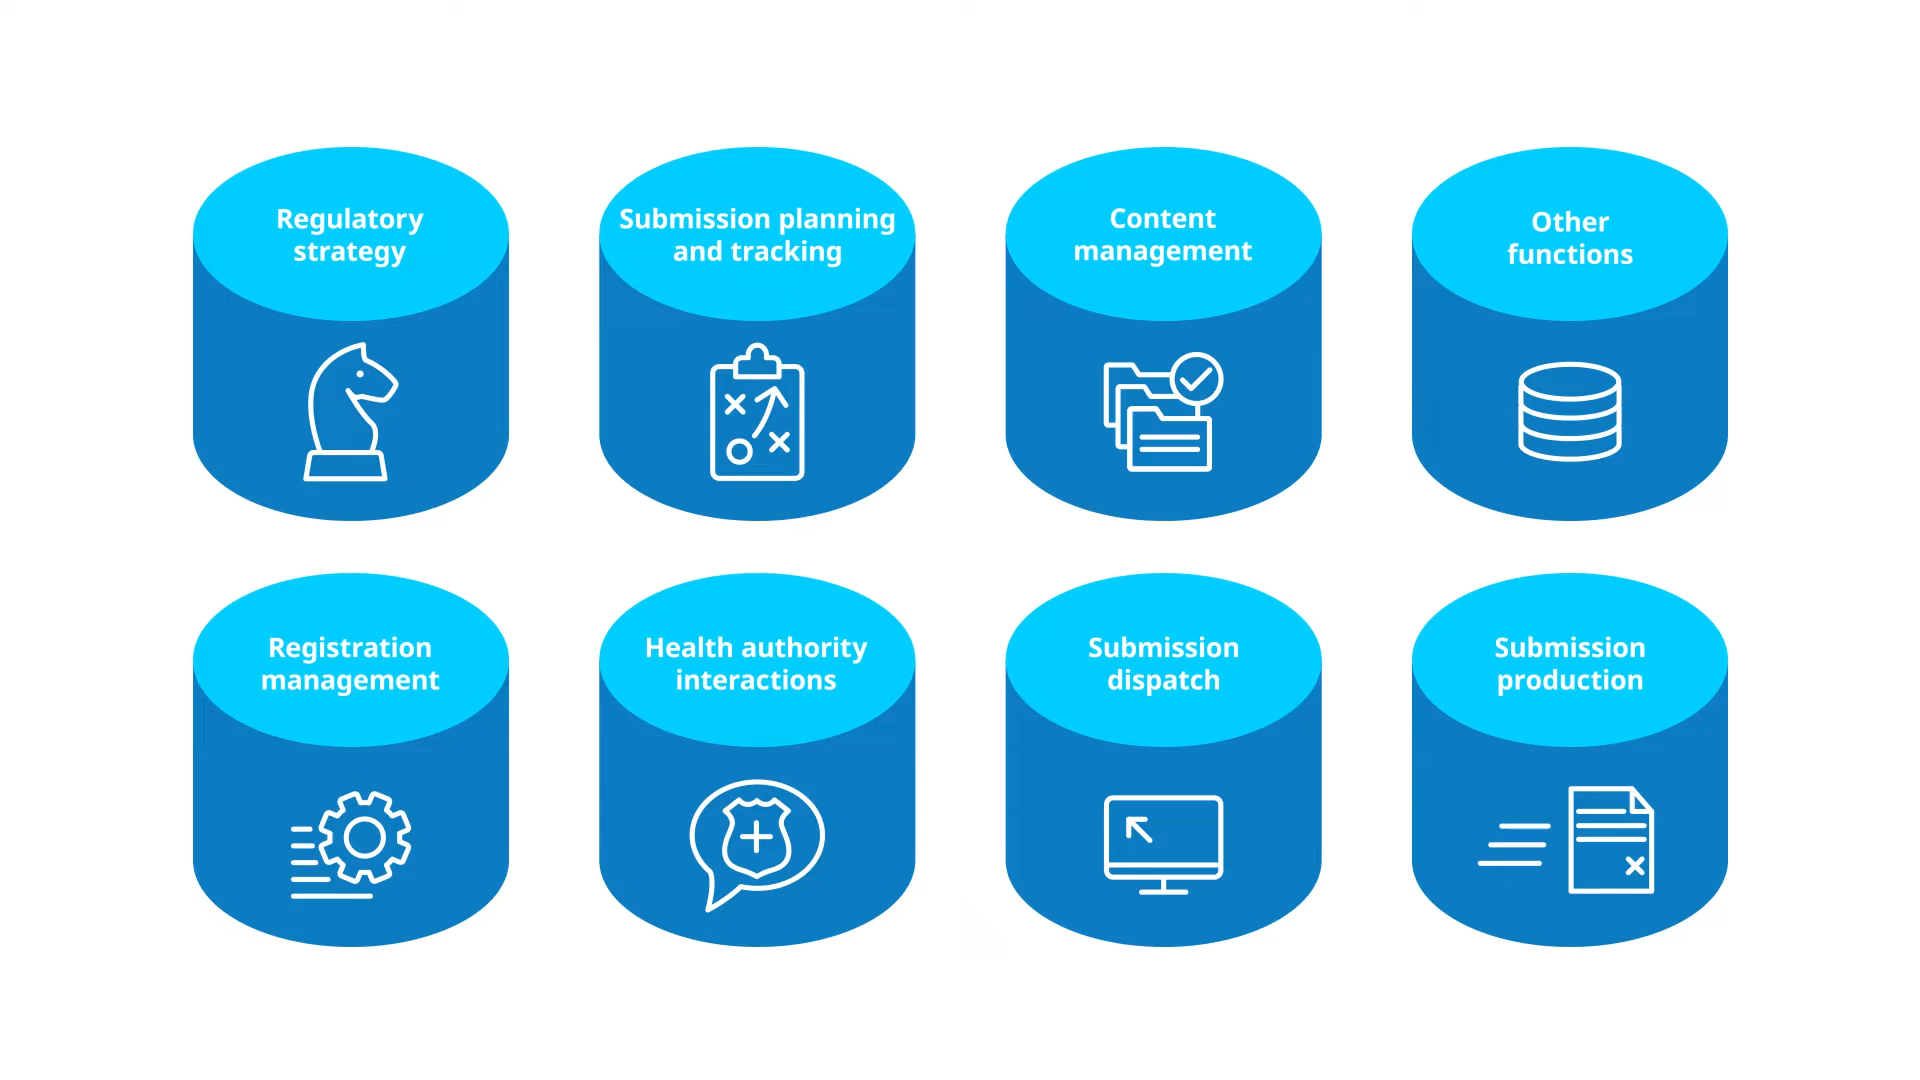 Regulatory
strategy
Submission planning
and tracking
Content
management
Other
functions
Registration
management
Health authority
interactions
Submission
dispatch
Submission
production